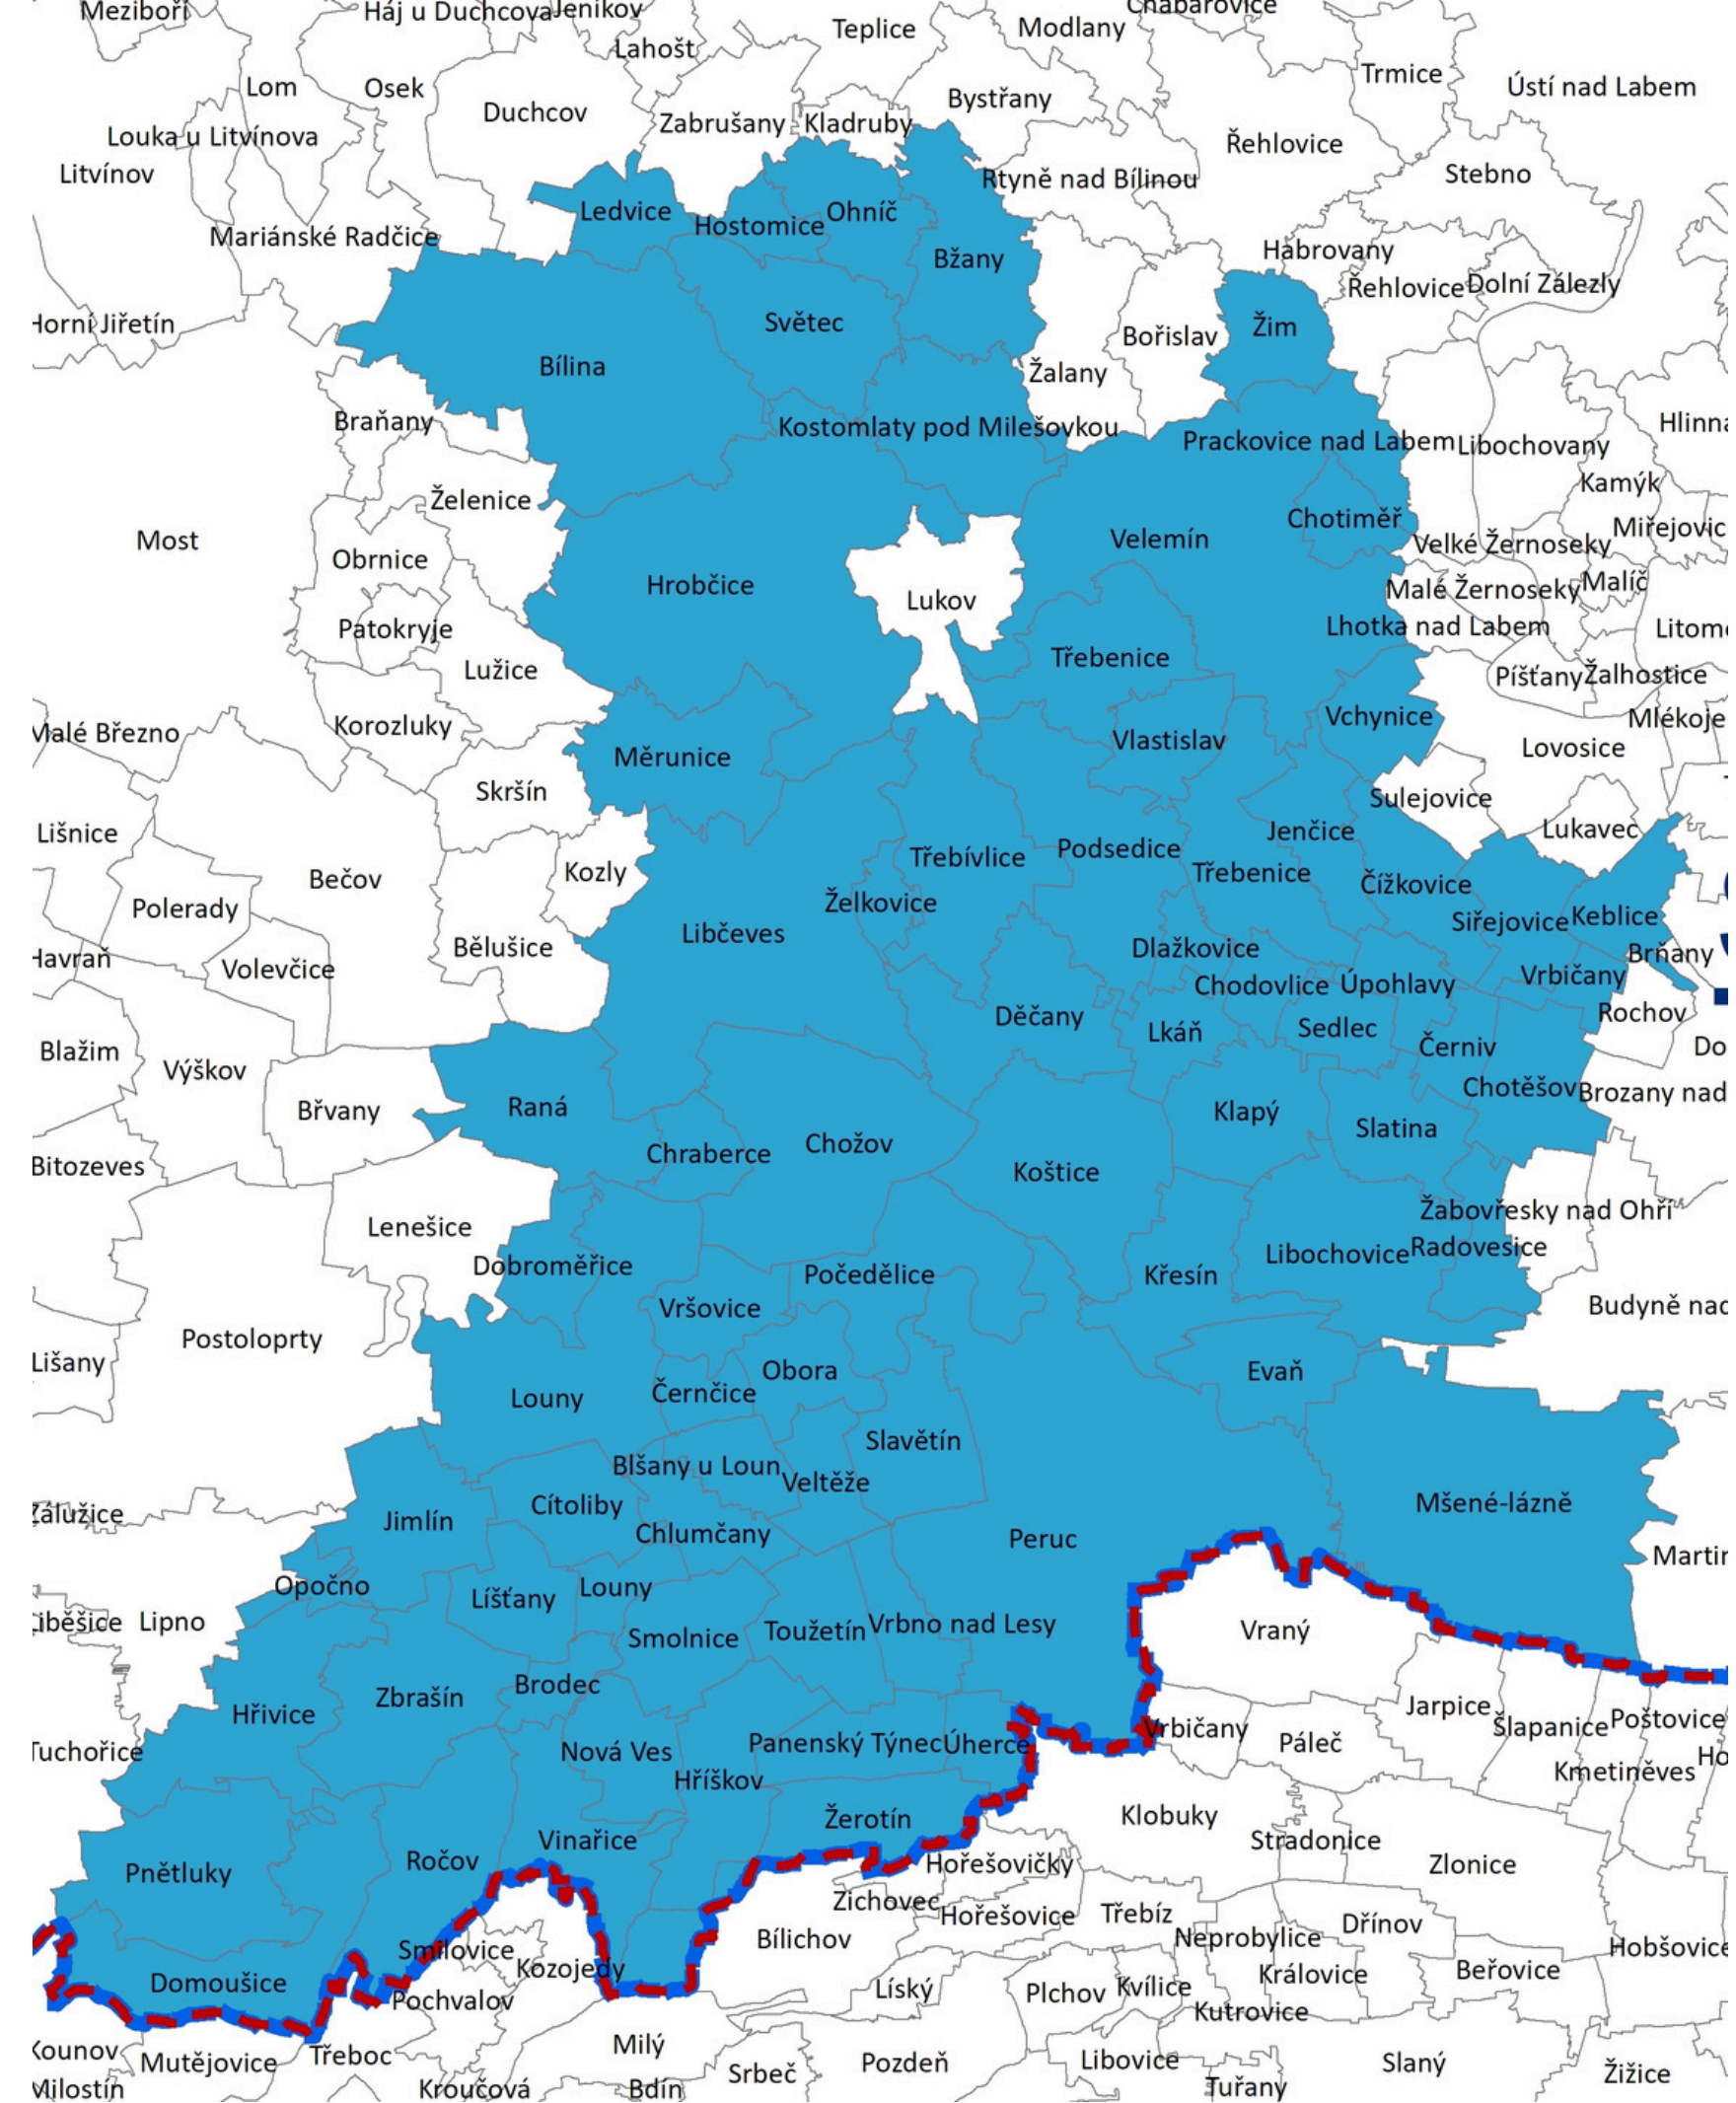 Meziboří
Háj u Duchcova
Jeníkov
Chabařovice
Teplice
Modlany
Lahošť
Lom
Osek
Trmice
Ústí nad Labem
Duchcov
Bystřany
Zabrušany
Kladruby
Louka u Litvínova
Řehlovice
Litvínov
Rtyně nad Bílinou
Stebno
Ledvice
Hostomice
Ohníč
Mariánské Radčice
Bžany
Habrovany
Řehlovice
Dolní Zálezly
Horní Jiřetín
Světec
Bořislav
Žim
Bílina
Žalany
Braňany
Kostomlaty pod Milešovkou
Prackovice nad Labem
Libochovany
Hlinná
Želenice
Kamýk
Chotiměř
Most
Velemín
Miřejovic
Velké Žernoseky
Obrnice
Hrobčice
Lukov
Malé Žernoseky
Malíč
Patokryje
Lhotka nad Labem
Litom
Třebenice
Lužice
Píšťany
Žalhostice
Korozluky
Vchynice
Mlékoje
Malé Březno
Vlastislav
Lovosice
Měrunice
Skršín
Sulejovice
Lišnice
Jenčice
Lukavec
Podsedice
Třebívlice
Kozly
Třebenice
Bečov
Čížkovice
Polerady
Želkovice
Siřejovice
Keblice
Libčeves
Bělušice
Dlažkovice
Brňany
Havraň
Volevčice
Chodovlice
Úpohlavy
Vrbičany
Děčany
Rochov
Lkáň
Sedlec
Černiv
Do
Blažim
Výškov
Chotěšov
Brozany nad
Břvany
Raná
Klapý
Slatina
Chožov
Chraberce
Bitozeves
Koštice
Žabovřesky nad Ohří
Lenešice
Libochovice
Radovesice
Dobroměřice
Počedělice
Křesín
Vršovice
Budyně nad
Postoloprty
Lišany
Obora
Evaň
Černčice
Louny
Slavětín
Blšany u Loun
Veltěže
Zálužice
Cítoliby
Mšené-lázně
Jimlín
Chlumčany
Peruc
Martin
Opočno
Louny
Líšťany
Liběšice
Lipno
Vrbno nad Lesy
Toužetín
Vraný
Smolnice
Brodec
Zbrašín
Hřivice
Jarpice
Šlapanice
Poštovice
Vrbičany
Páleč
Tuchořice
Nová Ves
Panenský Týnec
Úherce
Ho
Kmetiněves
Hříškov
Žerotín
Klobuky
Vinařice
Stradonice
Ročov
Pnětluky
Hořešovičky
Zlonice
Zichovec
Hořešovice
Třebíz
Dřínov
Bílichov
Neprobylice
Smilovice
Hobšovice
Kozojedy
Beřovice
Domoušice
Líský
Plchov
Kvílice
Královice
Pochvalov
Kutrovice
Kounov
Mutějovice
Třeboc
Milý
Srbeč
Pozdeň
Libovice
Slaný
Žižice
Milostín
Kroučová
Bdín
Tuřany